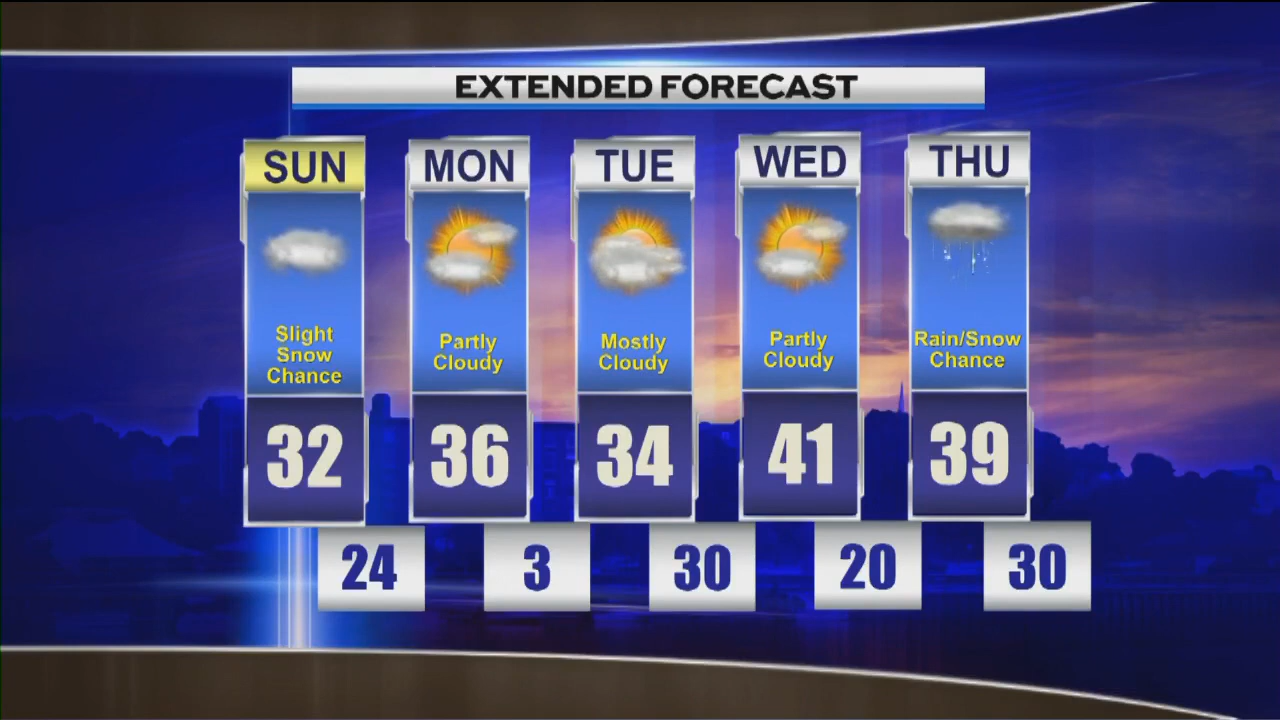 EXTENDED FORECAST
SUN MON TUE WED THU
Slight
Snow
Chance
Partly
Cloudy
Mostly
Cloudy
Partly
Cloudy
Rain/Snow
Chance
32 36 34 41 39
24 3 30 20 30